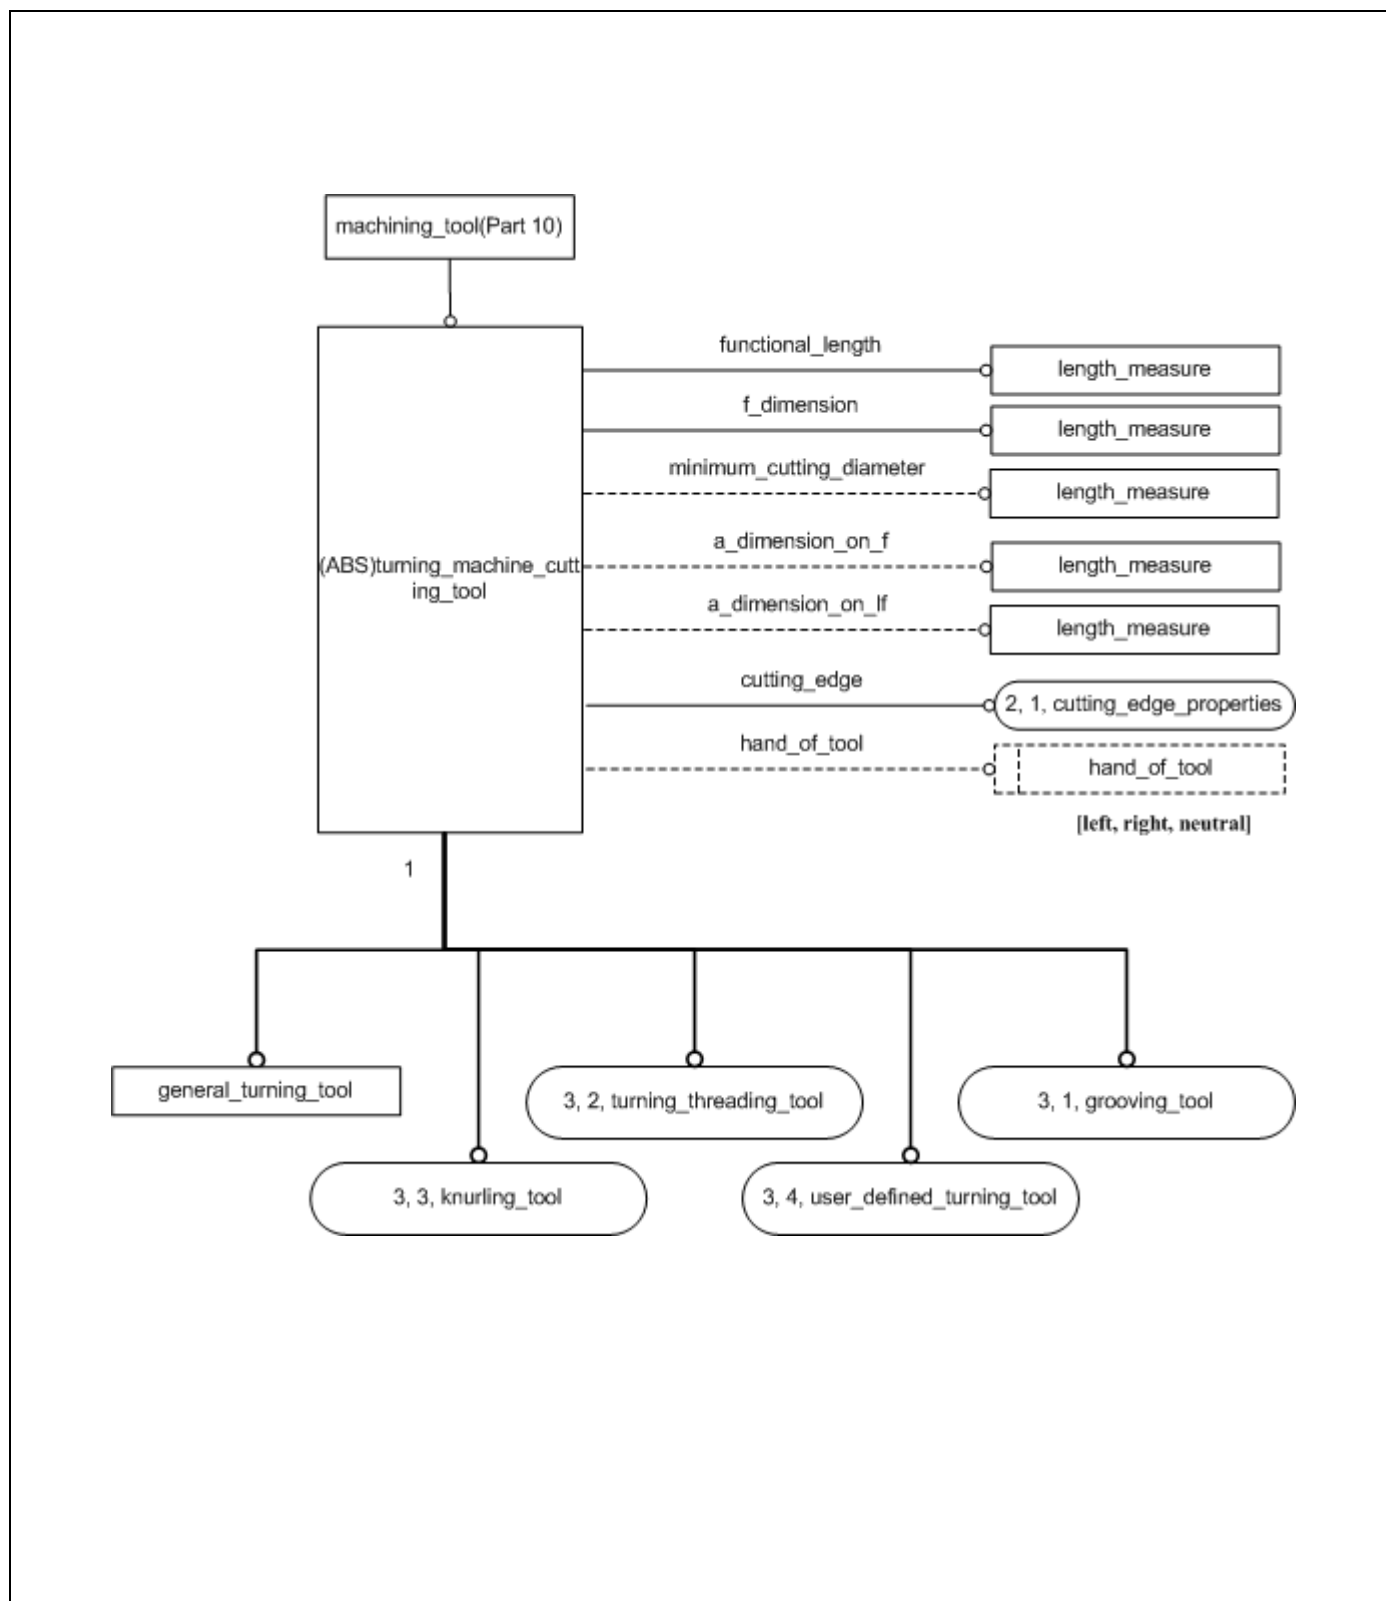 machining_tool(Part 10)
functional_length
length_measure
f_dimension
length_measure
minimum_cutting_diameter
length_measure
a_dimension_on_f
(ABS)turning_machine_cutt
ing_tool
length_measure
a_dimension_on_lf
length_measure
cutting_edge
2, 1, cutting_edge_properties
hand_of_tool
hand_of_tool
[left, right, neutral]
1
general_turning_tool
3, 2, turning_threading_tool
3, 1, grooving_tool
3, 3, knurling_tool
3, 4, user_defined_turning_tool